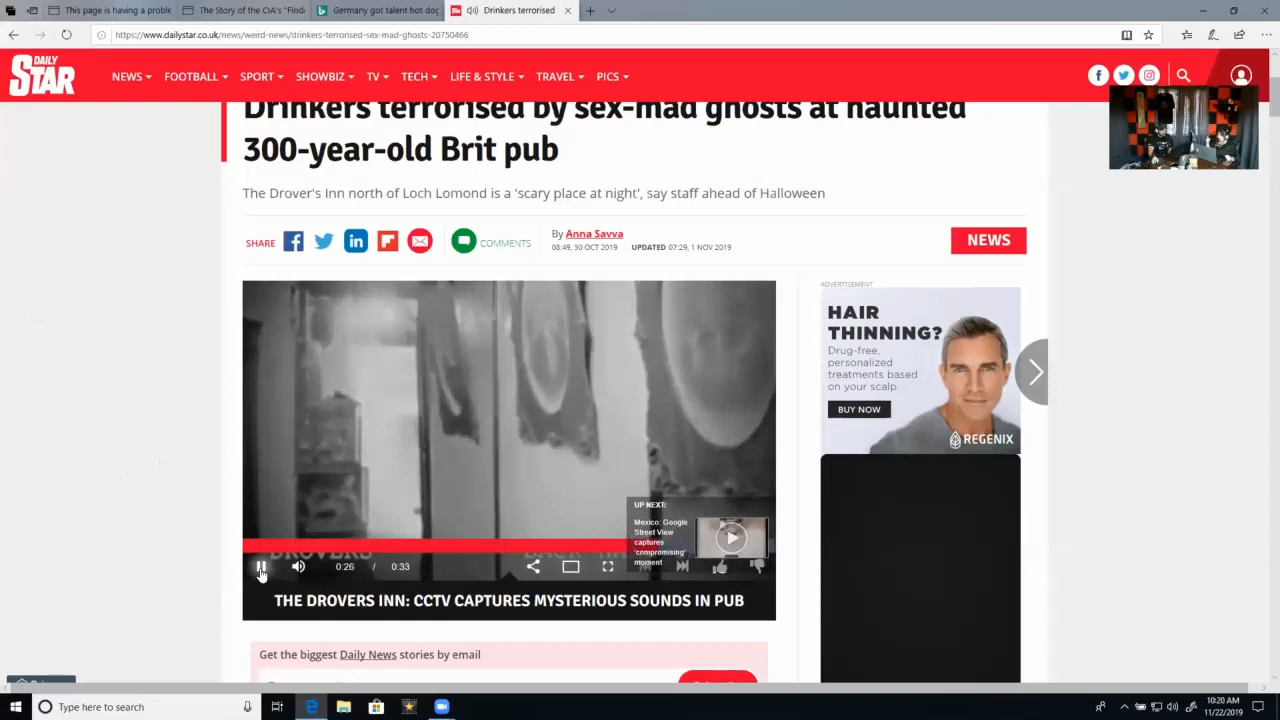 This page is having a proble
The Story of the CIA's "Findi
Germany got talent hot dog
Drinkers terrorised
https://www.dailystar.co.uk/news/weird-news/drinkers-terrorised-sex-mad-ghosts-20750466
DAILY
STAR
NEWS
FOOTBALL
SPORT
SHOWBIZ
TV
TECH
LIFE & STYLE
TRAVEL
PICS
Drinkers terrorised by sex-mad ghosts at haunted
300-year-old Brit pub
The Drover's Inn north of Loch Lomond is a 'scary place at night', say staff ahead of Halloween
SHARE
COMMENTS
By Anna Savva
08:49, 30 OCT 2019 UPDATED 07:29, 1 NOV 2019
NEWS
ADVERTISEMENT
HAIR
THINNING?
Drug-free,
personalized
treatments based
on your scalp.
BUY NOW
REGENIX
UP NEXT:
Mexico: Google
Street View
captures
'compromising'
moment
0:26 / 0:33
THE DROVERS INN: CCTV CAPTURES MYSTERIOUS SOUNDS IN PUB
Get the biggest Daily News stories by email
Type here to search
10:20 AM
11/22/2019